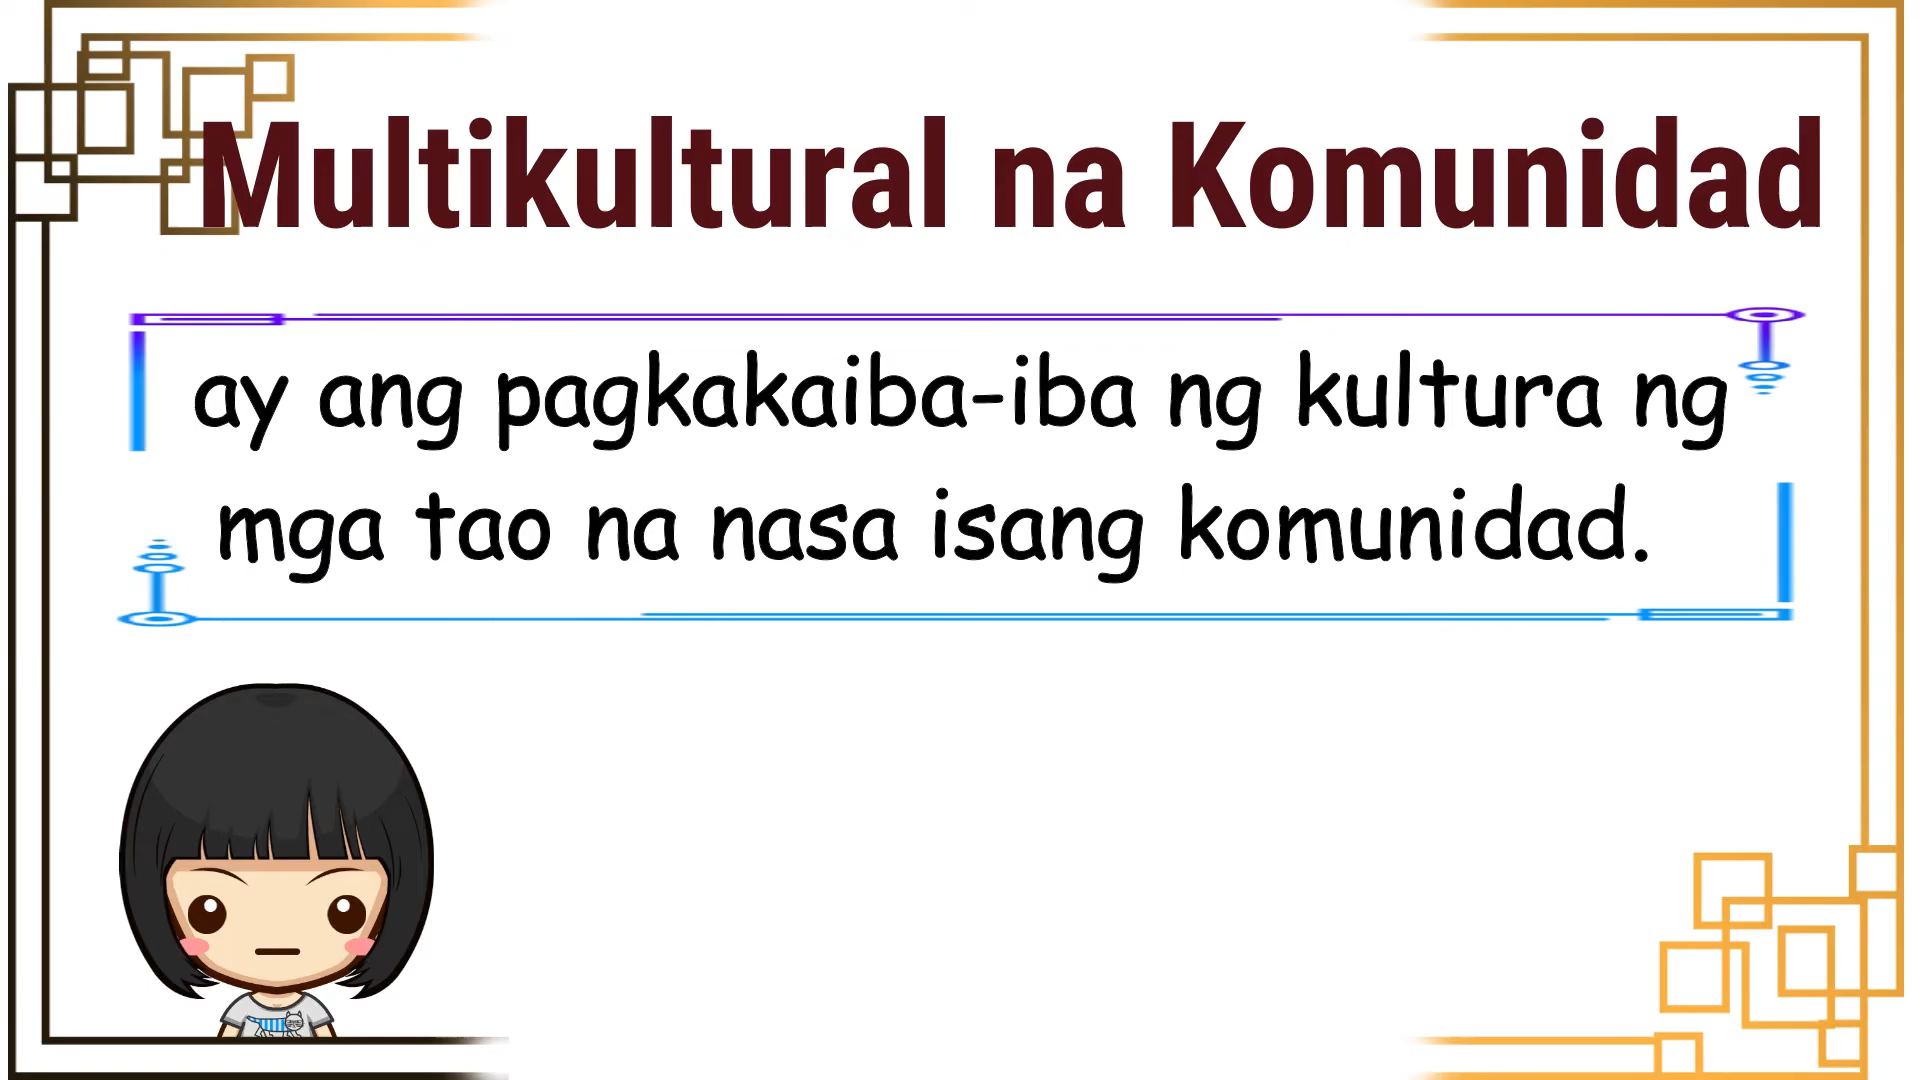 Multikultural na Komunidad
ay ang pagkakaiba-iba ng kultura ng
mga tao na nasa isang komunidad.